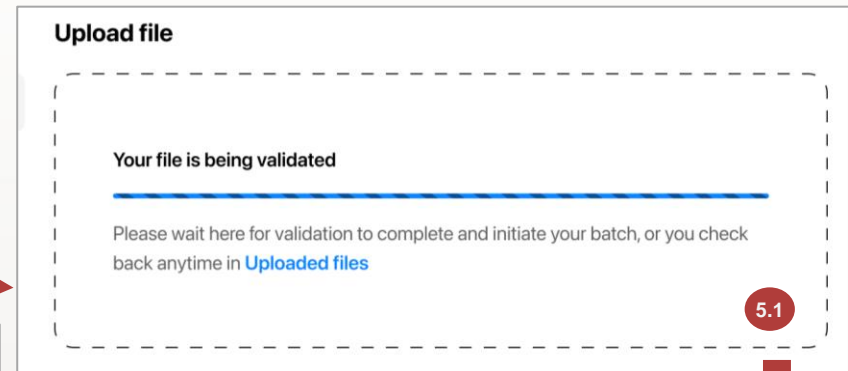 Upload file
Your file is being validated
Please wait here for validation to complete and initiate your batch, or you check
back anytime in Uploaded files
5.1